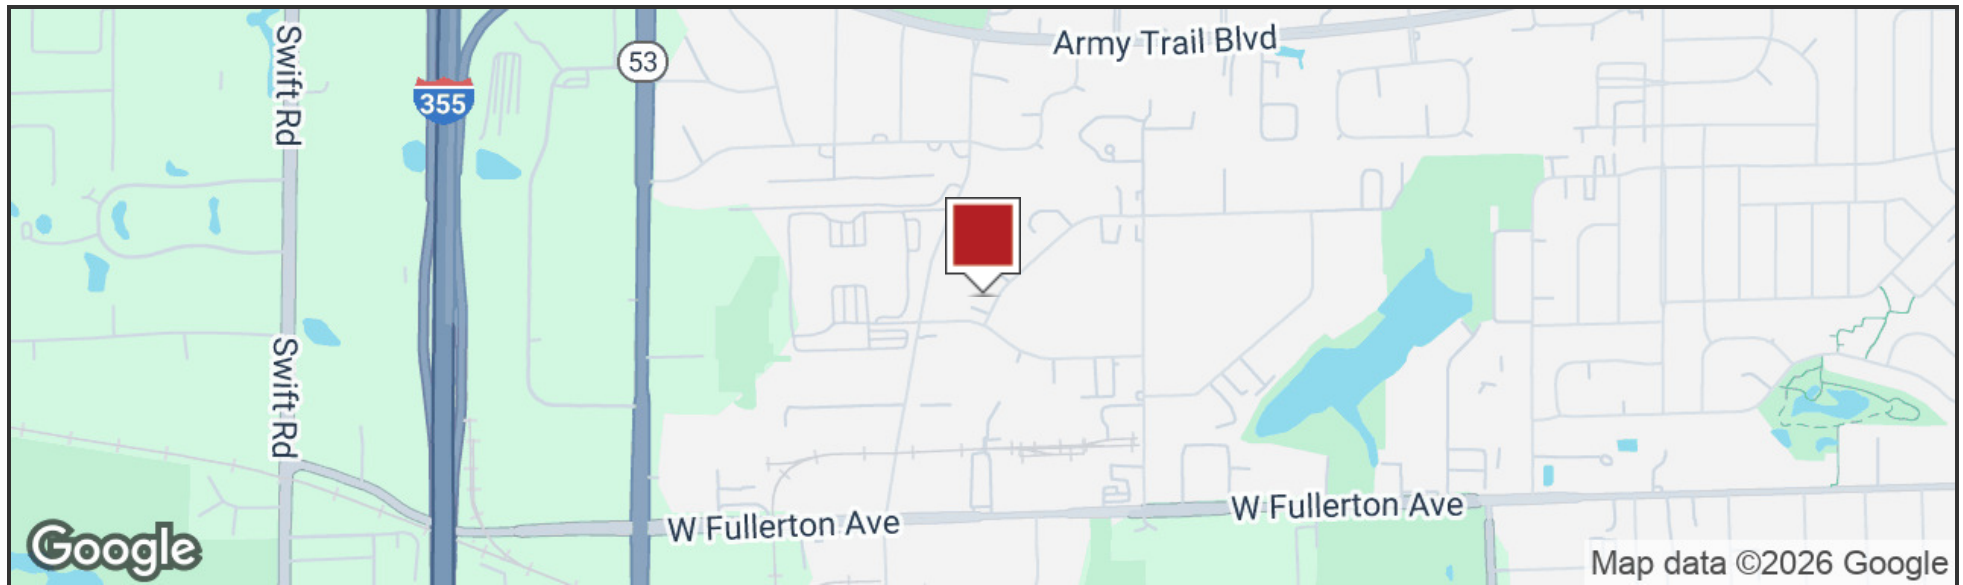 Swift Rd
355
53
Army Trail Blvd
Swift Rd
W Fullerton Ave
W Fullerton Ave
Google
Map data ©2026 Google